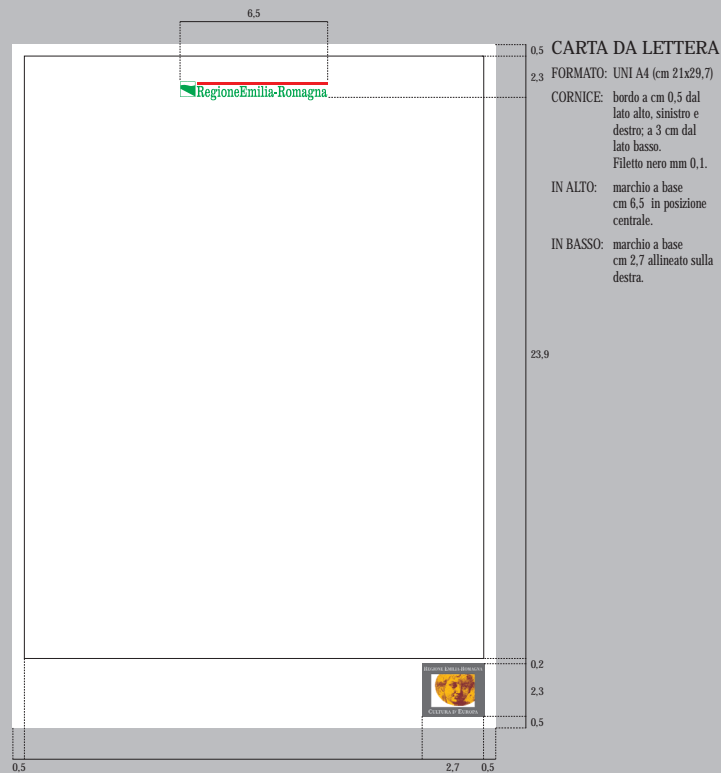 6,5
0,5
CARTA DA LETTERA
2,3
FORMATO: UNI A4 (cm 21x29,7)
RegioneEmilia-Romagna
CORNICE: bordo a cm 0,5 dal
lato alto, sinistro e
destro; a 3 cm dal
lato basso.
Filetto nero mm 0,1.
IN ALTO: marchio a base
cm 6,5 in posizione
centrale.
IN BASSO: marchio a base
cm 2,7 allineato sulla
destra.
23,9
0,2
REGIONE EMILIA ROMAGNA
2,3
CULTURA D'EUROPA
0,5
0,5
2,7
0,5